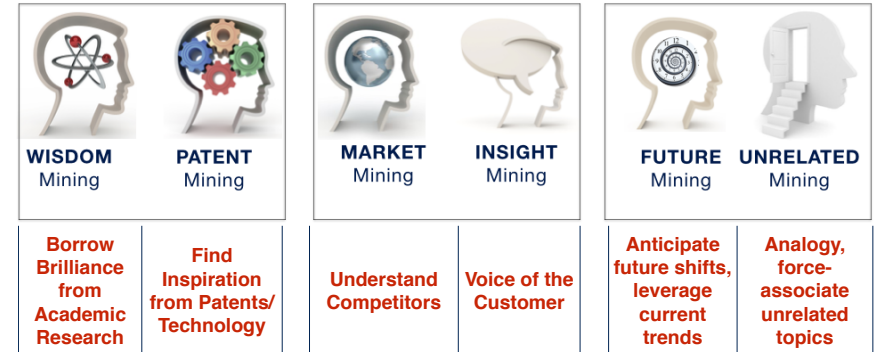 WISDOM
Mining
PATENT
Mining
MARKET
Mining
INSIGHT
Mining
FUTURE
Mining
UNRELATED
Mining
Borrow
Brilliance
from
Academic
Research
Find
Inspiration
from Patents/
Technology
Understand
Competitors
Voice of the
Customer
Anticipate
future shifts,
leverage
current
trends
Analogy,
force-
associate
unrelated
topics